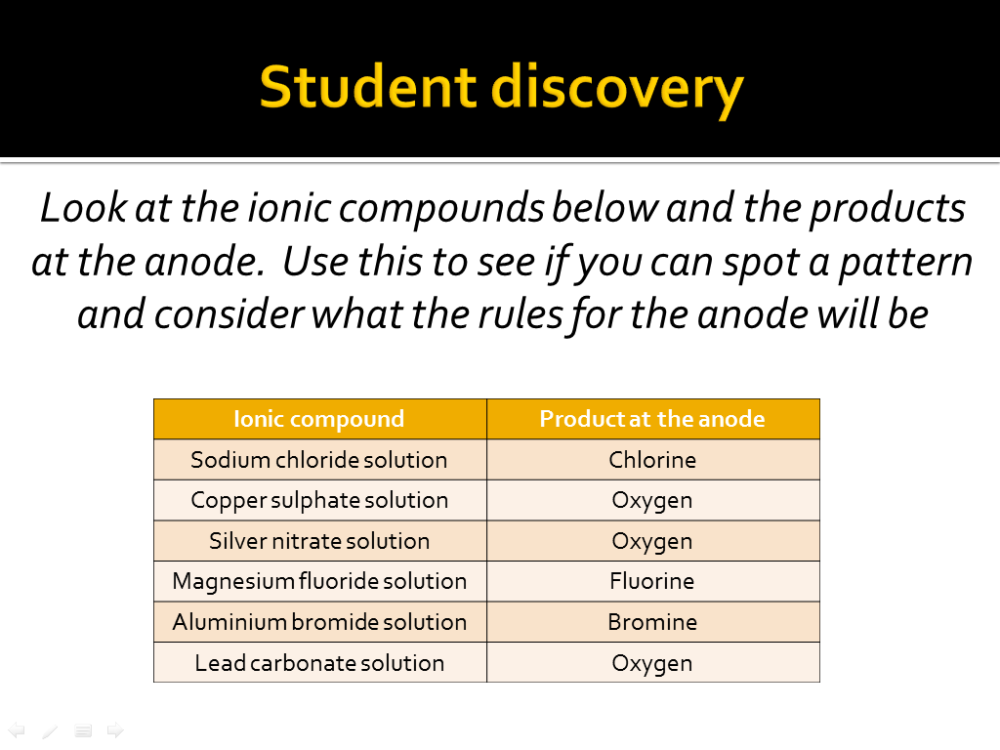 Student discovery
Look at the ionic compounds below and the products
at the anode.  Use this to see if you can spot a pattern
and consider what the rules for the anode will be
Ionic compound Product at the anode
Sodium chloride solution Chlorine
Copper sulphate solution Oxygen
Silver nitrate solution Oxygen
Magnesium fluoride solution Fluorine
Aluminium bromide solution Bromine
Lead carbonate solution Oxygen